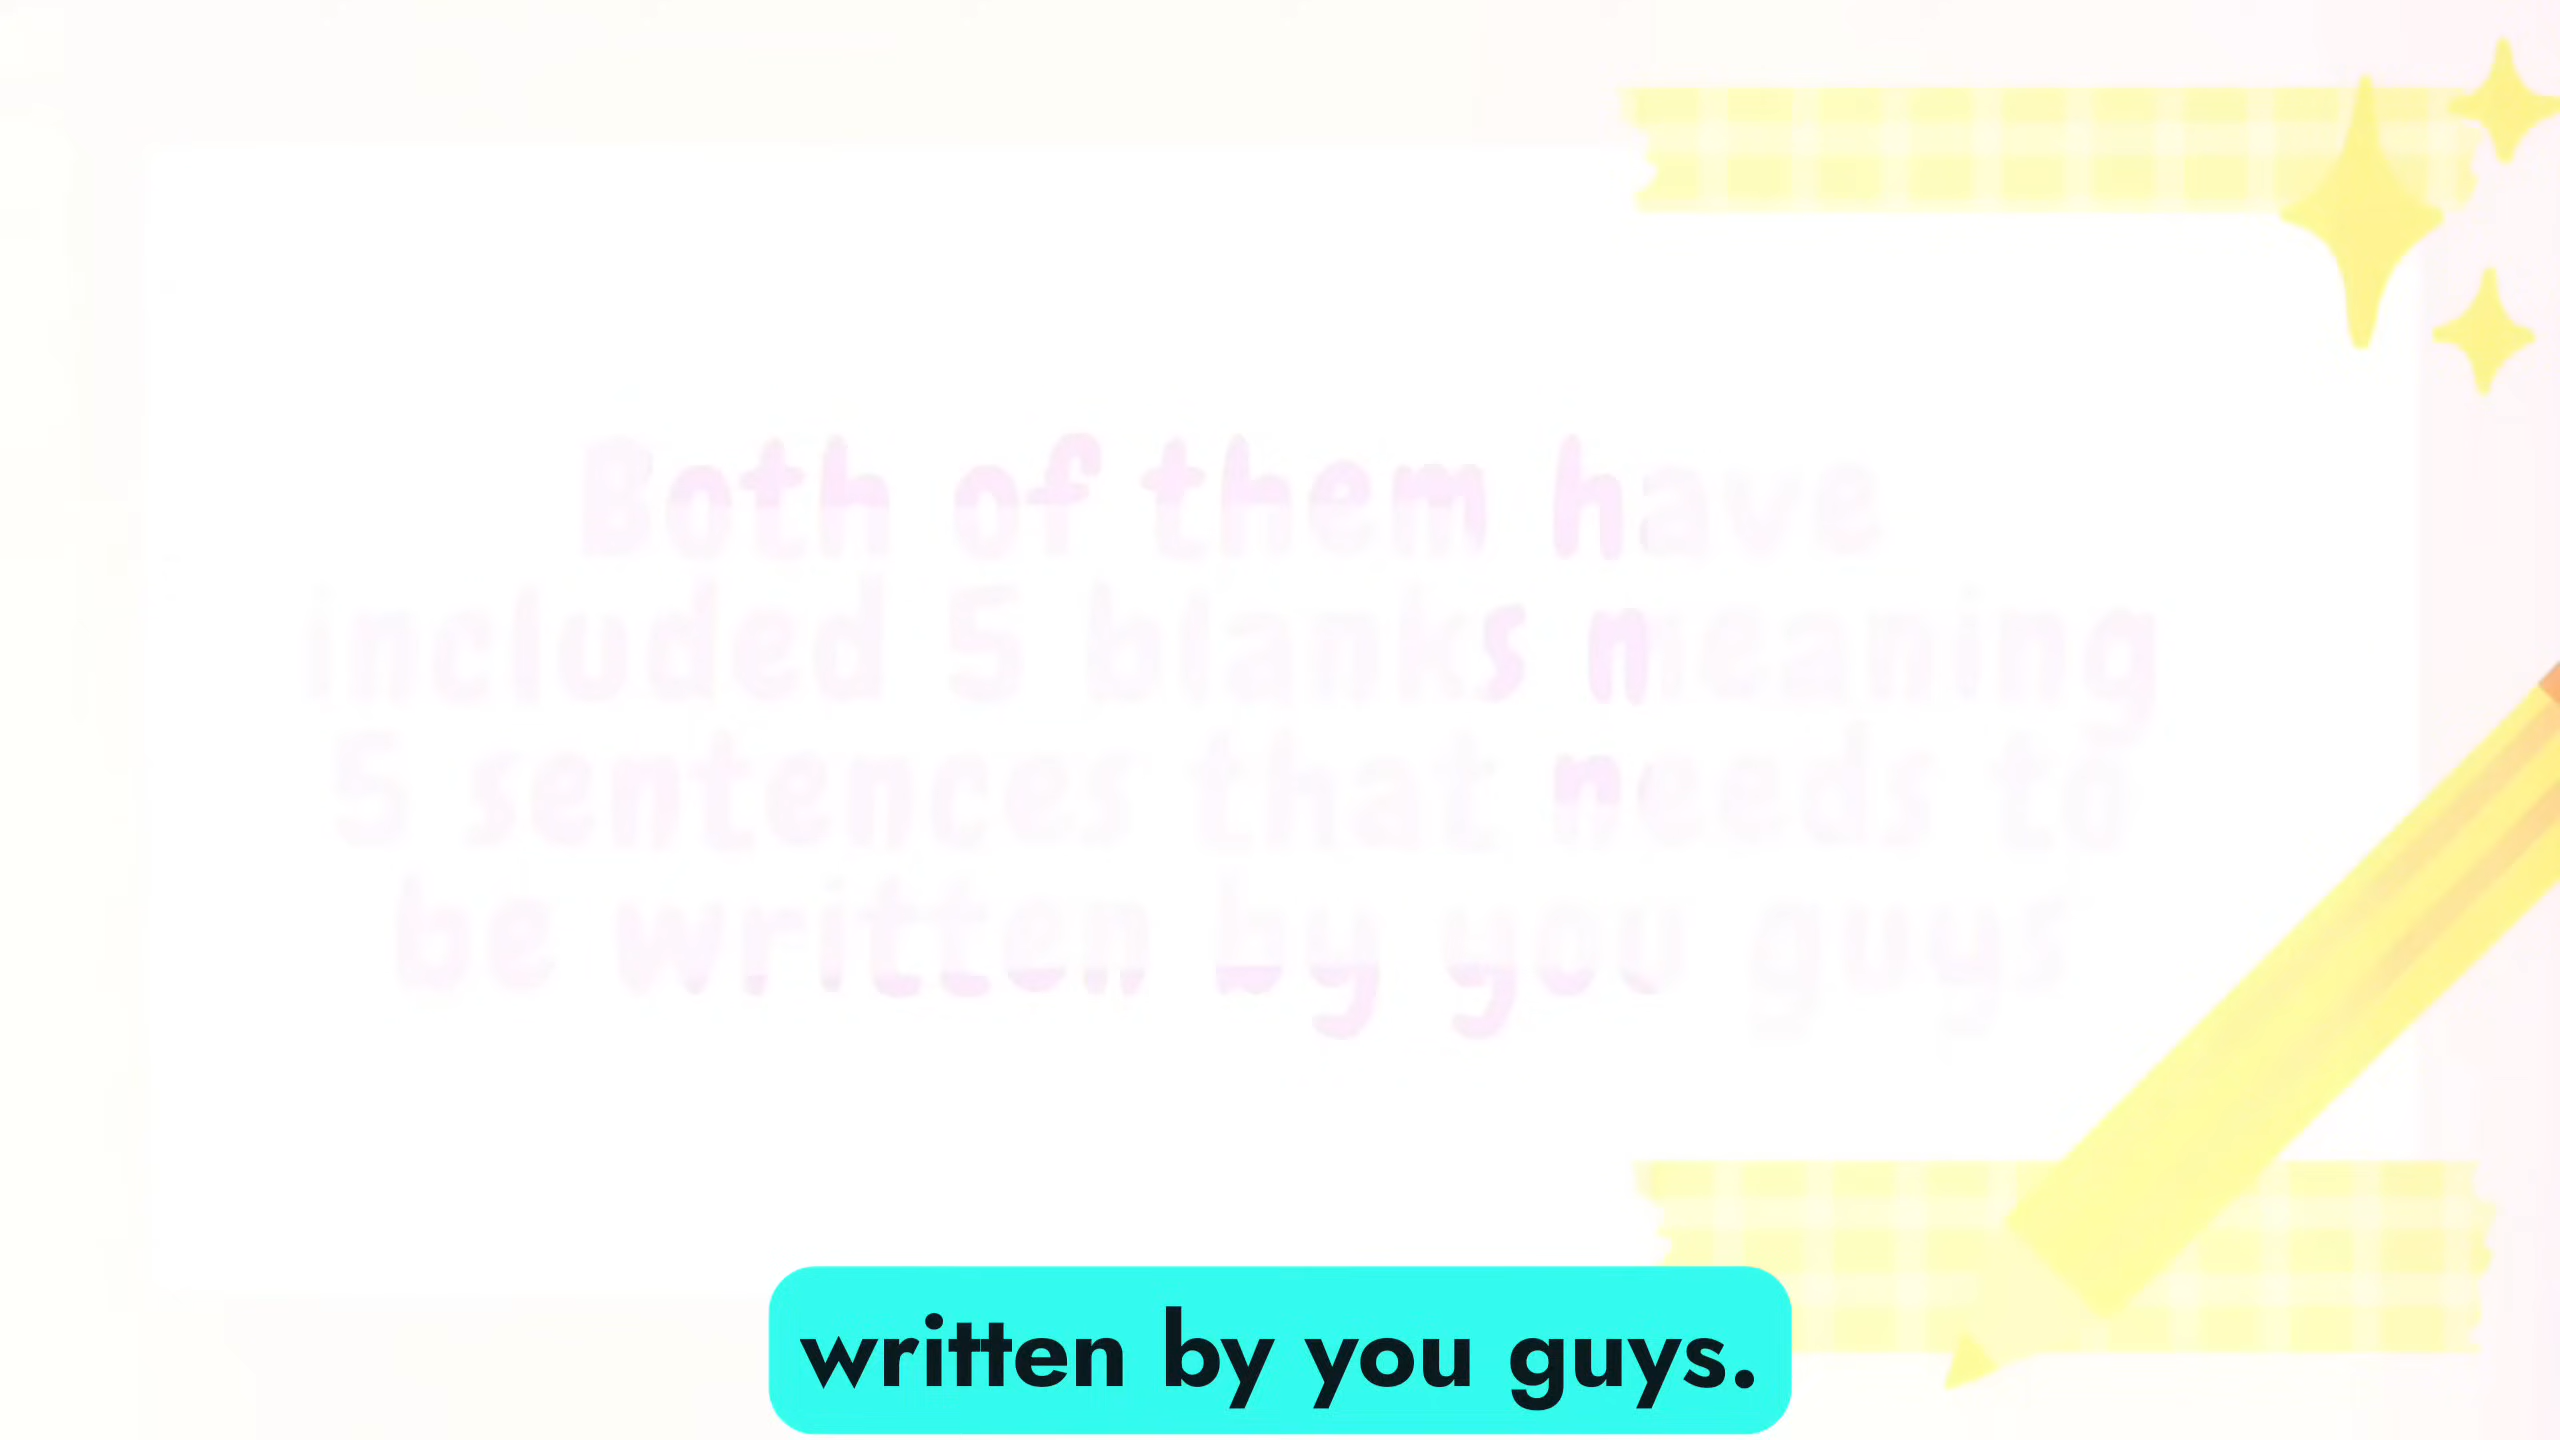 Both of them have
included 5 blanks meaning
5 sentences that needs to
be written by you guys
written by you guys.